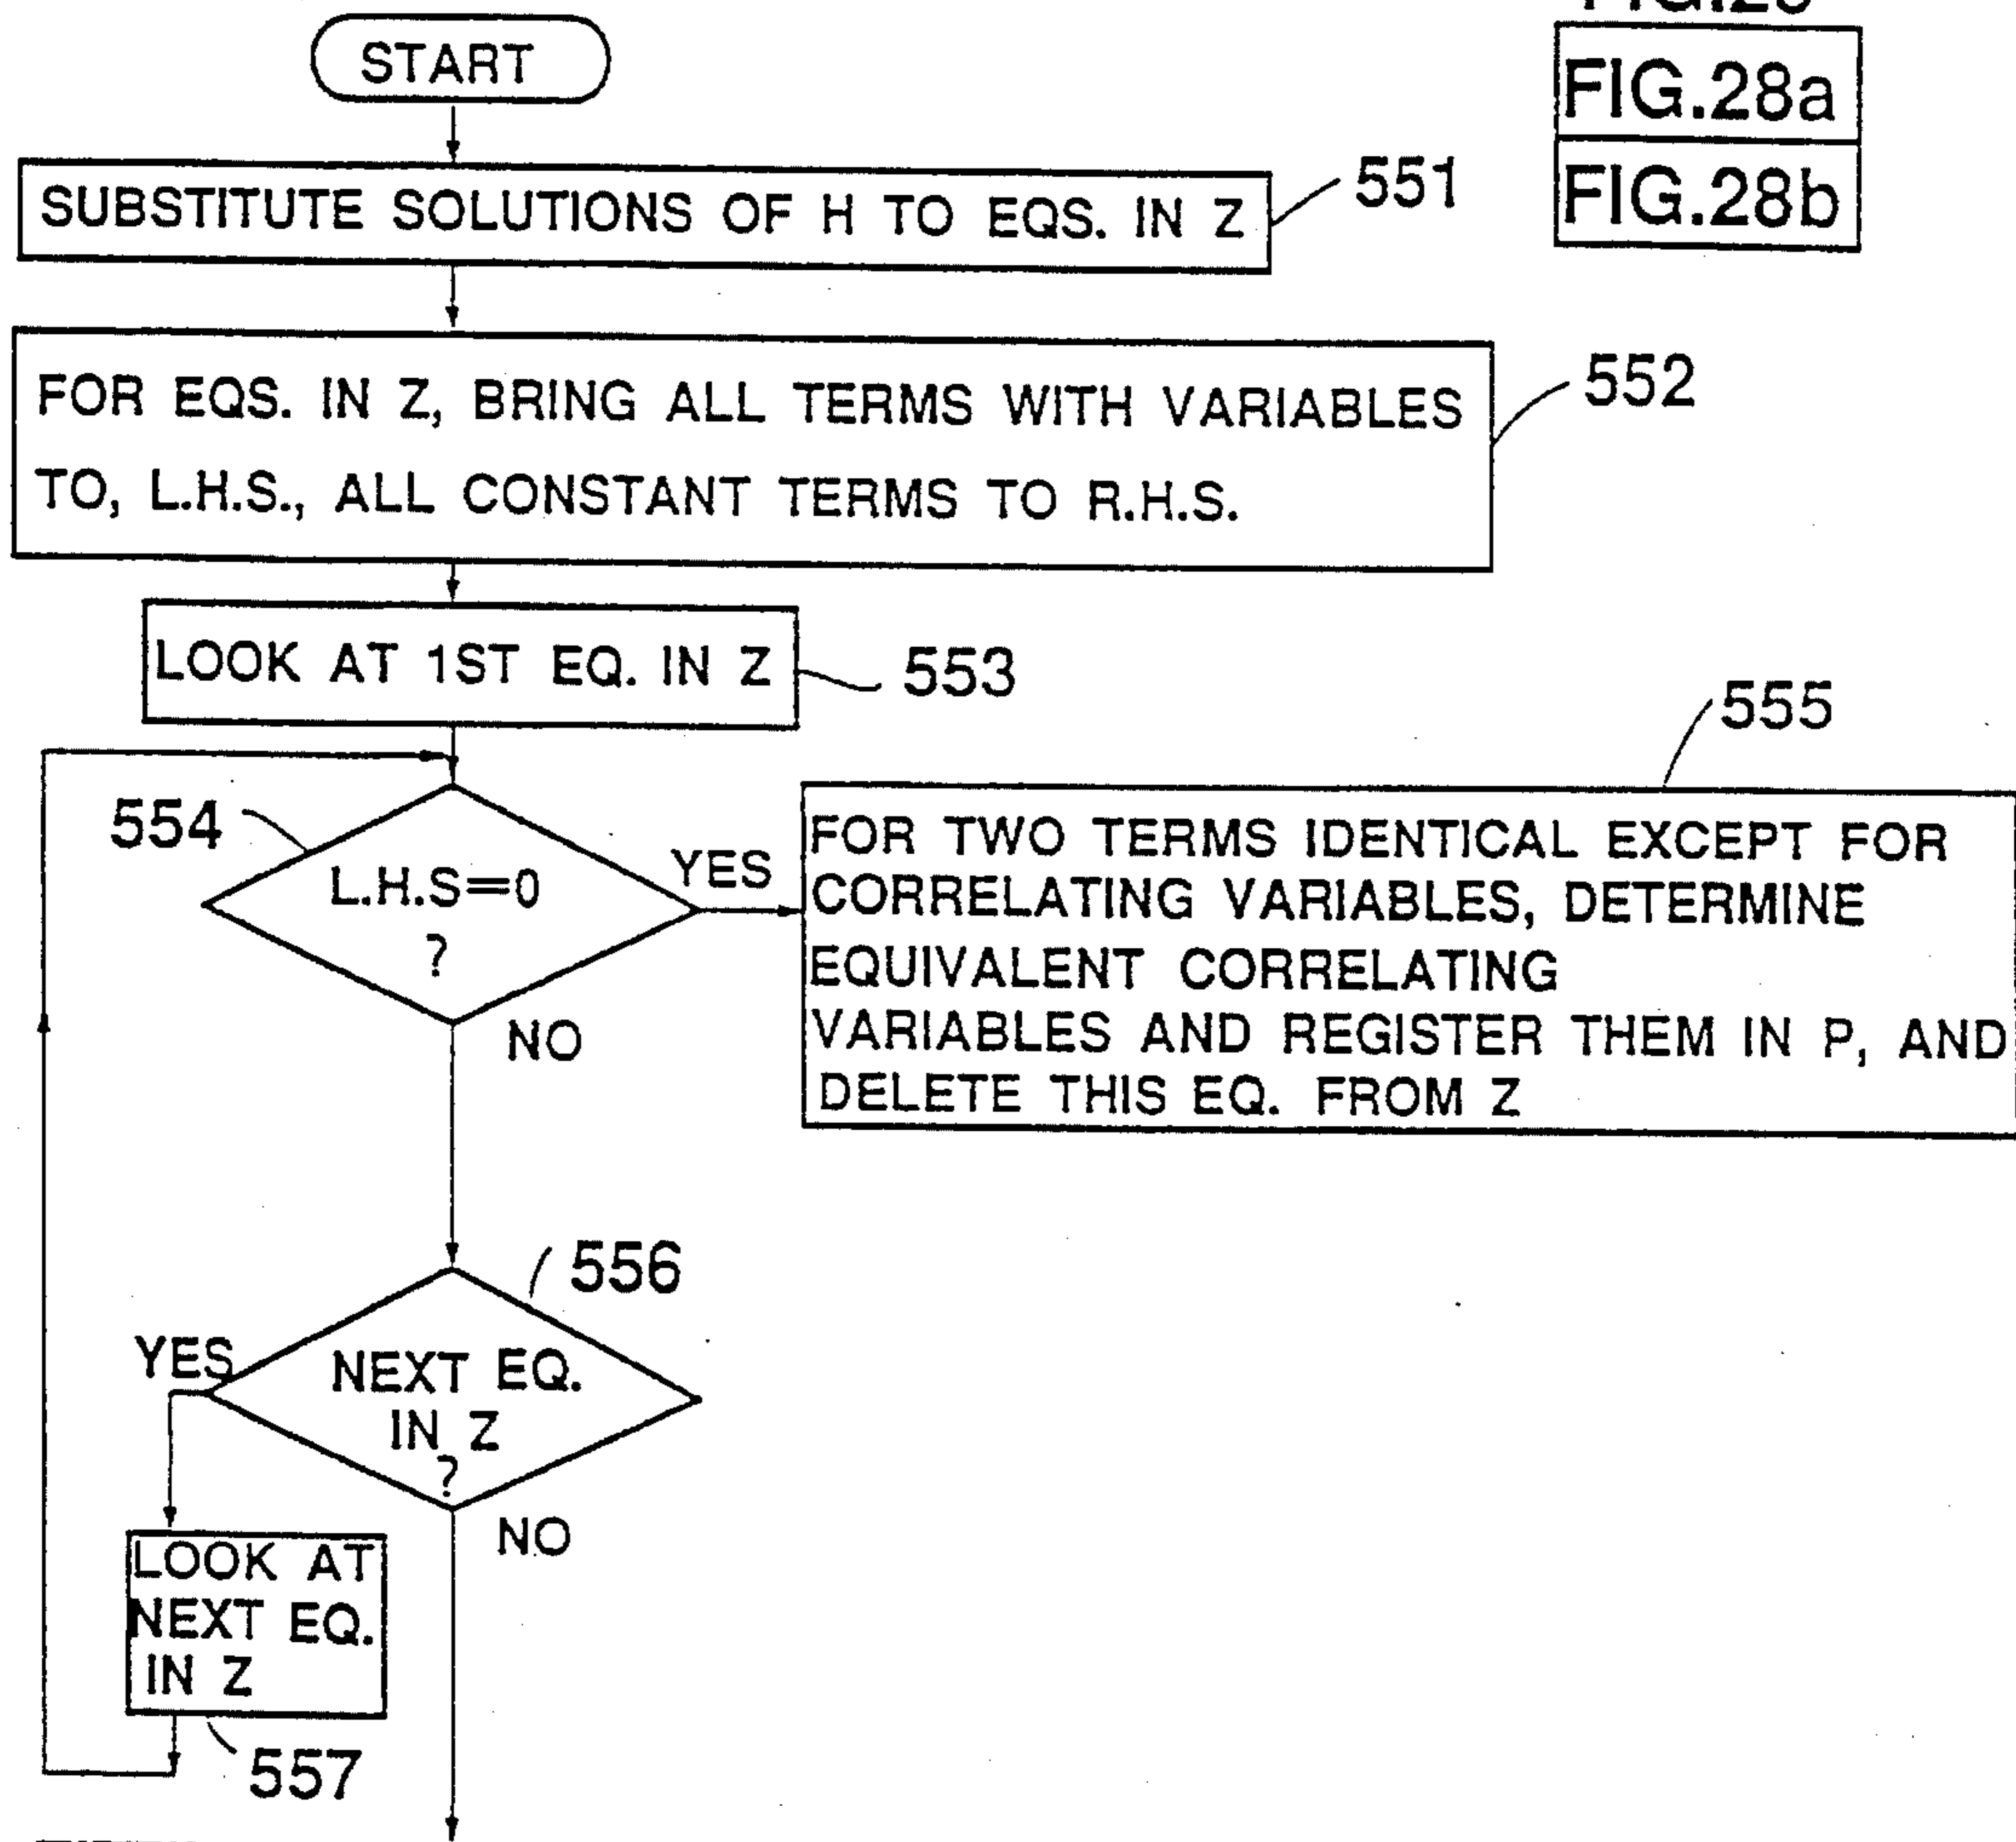 START
FIG.28a
FIG.28b
SUBSTITUTE SOLUTIONS OF H TO EQS. IN Z
551
FOR EQS. IN Z, BRING ALL TERMS WITH VARIABLES
TO, L.H.S., ALL CONSTANT TERMS TO R.H.S.
552
LOOK AT 1ST EQ. IN Z
553
554
L.H.S=0
?
YES
NO
555
FOR TWO TERMS IDENTICAL EXCEPT FOR
CORRELATING VARIABLES, DETERMINE
EQUIVALENT CORRELATING
VARIABLES AND REGISTER THEM IN P, AND
DELETE THIS EQ. FROM Z
556
YES
NEXT EQ.
IN Z
?
NO
LOOK AT
NEXT EQ.
IN Z
557